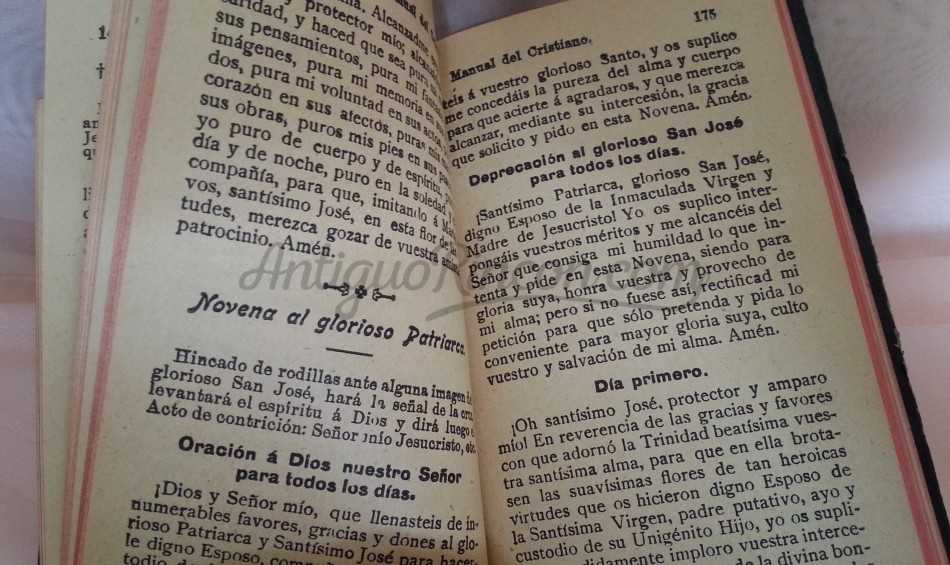 na, Alcanzadme
y protector mío; alcanzad
curidad, y haced que sea pura
sus pensamientos, pura mi
imágenes, pura mi memoria en
dos, pura mi voluntad en sus actos,
corazón en sus afectos, puras
sus obras, puros mis pies en sus
yo puro de cuerpo y de espíritu,
día y de noche, puro en la soledad y
compañía, para que, imitando á
vos, santísimo José, en esta flor de las
tudes, merezca gozar de vuestra
patrocinio. Amén.
Novena al glorioso Patriarca.
Hincado de rodillas ante alguna imagen
glorioso San José, hará la señal de la cruz
levantará el espíritu á Dios y dirá luego
Acto de contrición: Señor mío Jesucristo, etc.
Oración á Dios nuestro Señor
para todos los días.
¡Dios y Señor mío, que llenasteis de in-
numerables favores, gracias y dones al glo-
rioso Patriarca y Santísimo José para hacer-
le digno Esposo,
175
Manual del Cristiano.
teis á vuestro glorioso Santo, y os suplico
me concedáis la pureza del alma y cuerpo
para que acierte á agradaros, y que merezca
alcanzar, mediante su intercesión, la gracia
que solicito y pido en esta Novena. Amén.
Deprecación al glorioso San José
para todos los días.
¡Santísimo Patriarca, glorioso San José,
digno Esposo de la Inmaculada Virgen y
Madre de Jesucristo! Yo os suplico inter-
pongáis vuestros méritos y me alcancéis del
Señor que consiga mi humildad lo que in-
tenta y pide en esta Novena, siendo para
gloria suya, honra vuestra y provecho de
mi alma; pero si no fuese así, rectificad mi
petición para que sólo pretenda y pida lo
conveniente para mayor gloria suya, culto
vuestro y salvación de mi alma. Amén.
Día primero.
¡Oh santísimo José, protector y amparo
mío! En reverencia de las gracias y favores
con que adornó la Trinidad beatísima vues-
tra santísima alma, para que en ella brota-
sen las suavísimas flores de tan heroicas
virtudes que os hicieron digno Esposo de
la Santísima Virgen, padre putativo, ayo y
custodio de su Unigénito Hijo, yo os supli-
imploro vuestra interce-
de la divina bon-